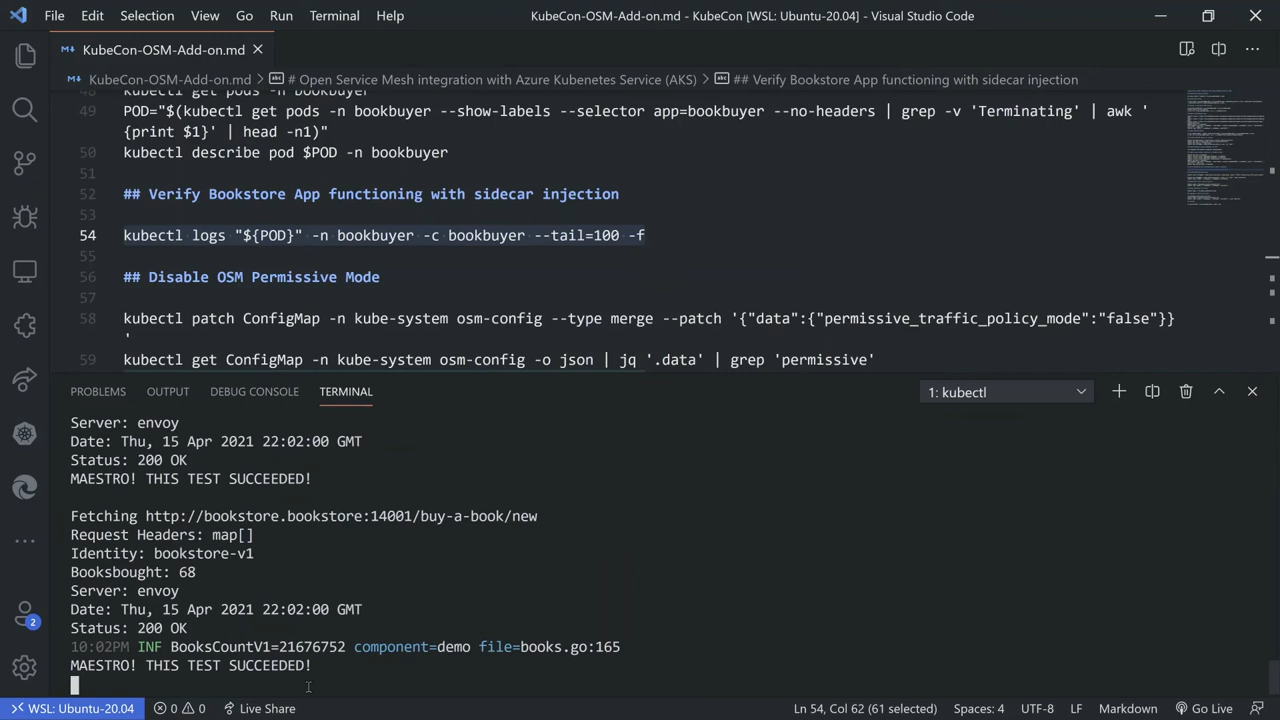 File Edit Selection View Go Run Terminal Help KubeCon-OSM-Add-on.md - KubeCon [WSL: Ubuntu-20.04] - Visual Studio Code
KubeCon-OSM-Add-on.md
KubeCon-OSM-Add-on.md > # Open Service Mesh integration with Azure Kubernetes Service (AKS) > ## Verify Bookstore App functioning with sidecar injection
48 kubectl get pods -n bookbuyer
49 POD="$(kubectl get pods -n bookbuyer --show-labels --selector app=bookbuyer --no-headers | grep -v 'Terminating' | awk '
{print $1}' | head -n1)"
50 kubectl describe pod $POD -n bookbuyer
51
52 ## Verify Bookstore App functioning with sidecar injection
53
54 kubectl logs "${POD}" -n bookbuyer -c bookbuyer --tail=100 -f
55
56 ## Disable OSM Permissive Mode
57
58 kubectl patch ConfigMap -n kube-system osm-config --type merge --patch '{"data":{"permissive_traffic_policy_mode":"false"}}
'
59 kubectl get ConfigMap -n kube-system osm-config -o json | jq '.data' | grep 'permissive'
PROBLEMS OUTPUT DEBUG CONSOLE TERMINAL 1: kubectl
Server: envoy
Date: Thu, 15 Apr 2021 22:02:00 GMT
Status: 200 OK
MAESTRO! THIS TEST SUCCEEDED!
Fetching http://bookstore.bookstore:14001/buy-a-book/new
Request Headers: map[]
Identity: bookstore-v1
Booksbought: 68
Server: envoy
Date: Thu, 15 Apr 2021 22:02:00 GMT
Status: 200 OK
10:02PM INF BooksCountV1=21676752 component=demo file=books.go:165
MAESTRO! THIS TEST SUCCEEDED!
2
WSL: Ubuntu-20.04 0 0 Live Share Ln 54, Col 62 (61 selected) Spaces: 4 UTF-8 LF Markdown Go Live